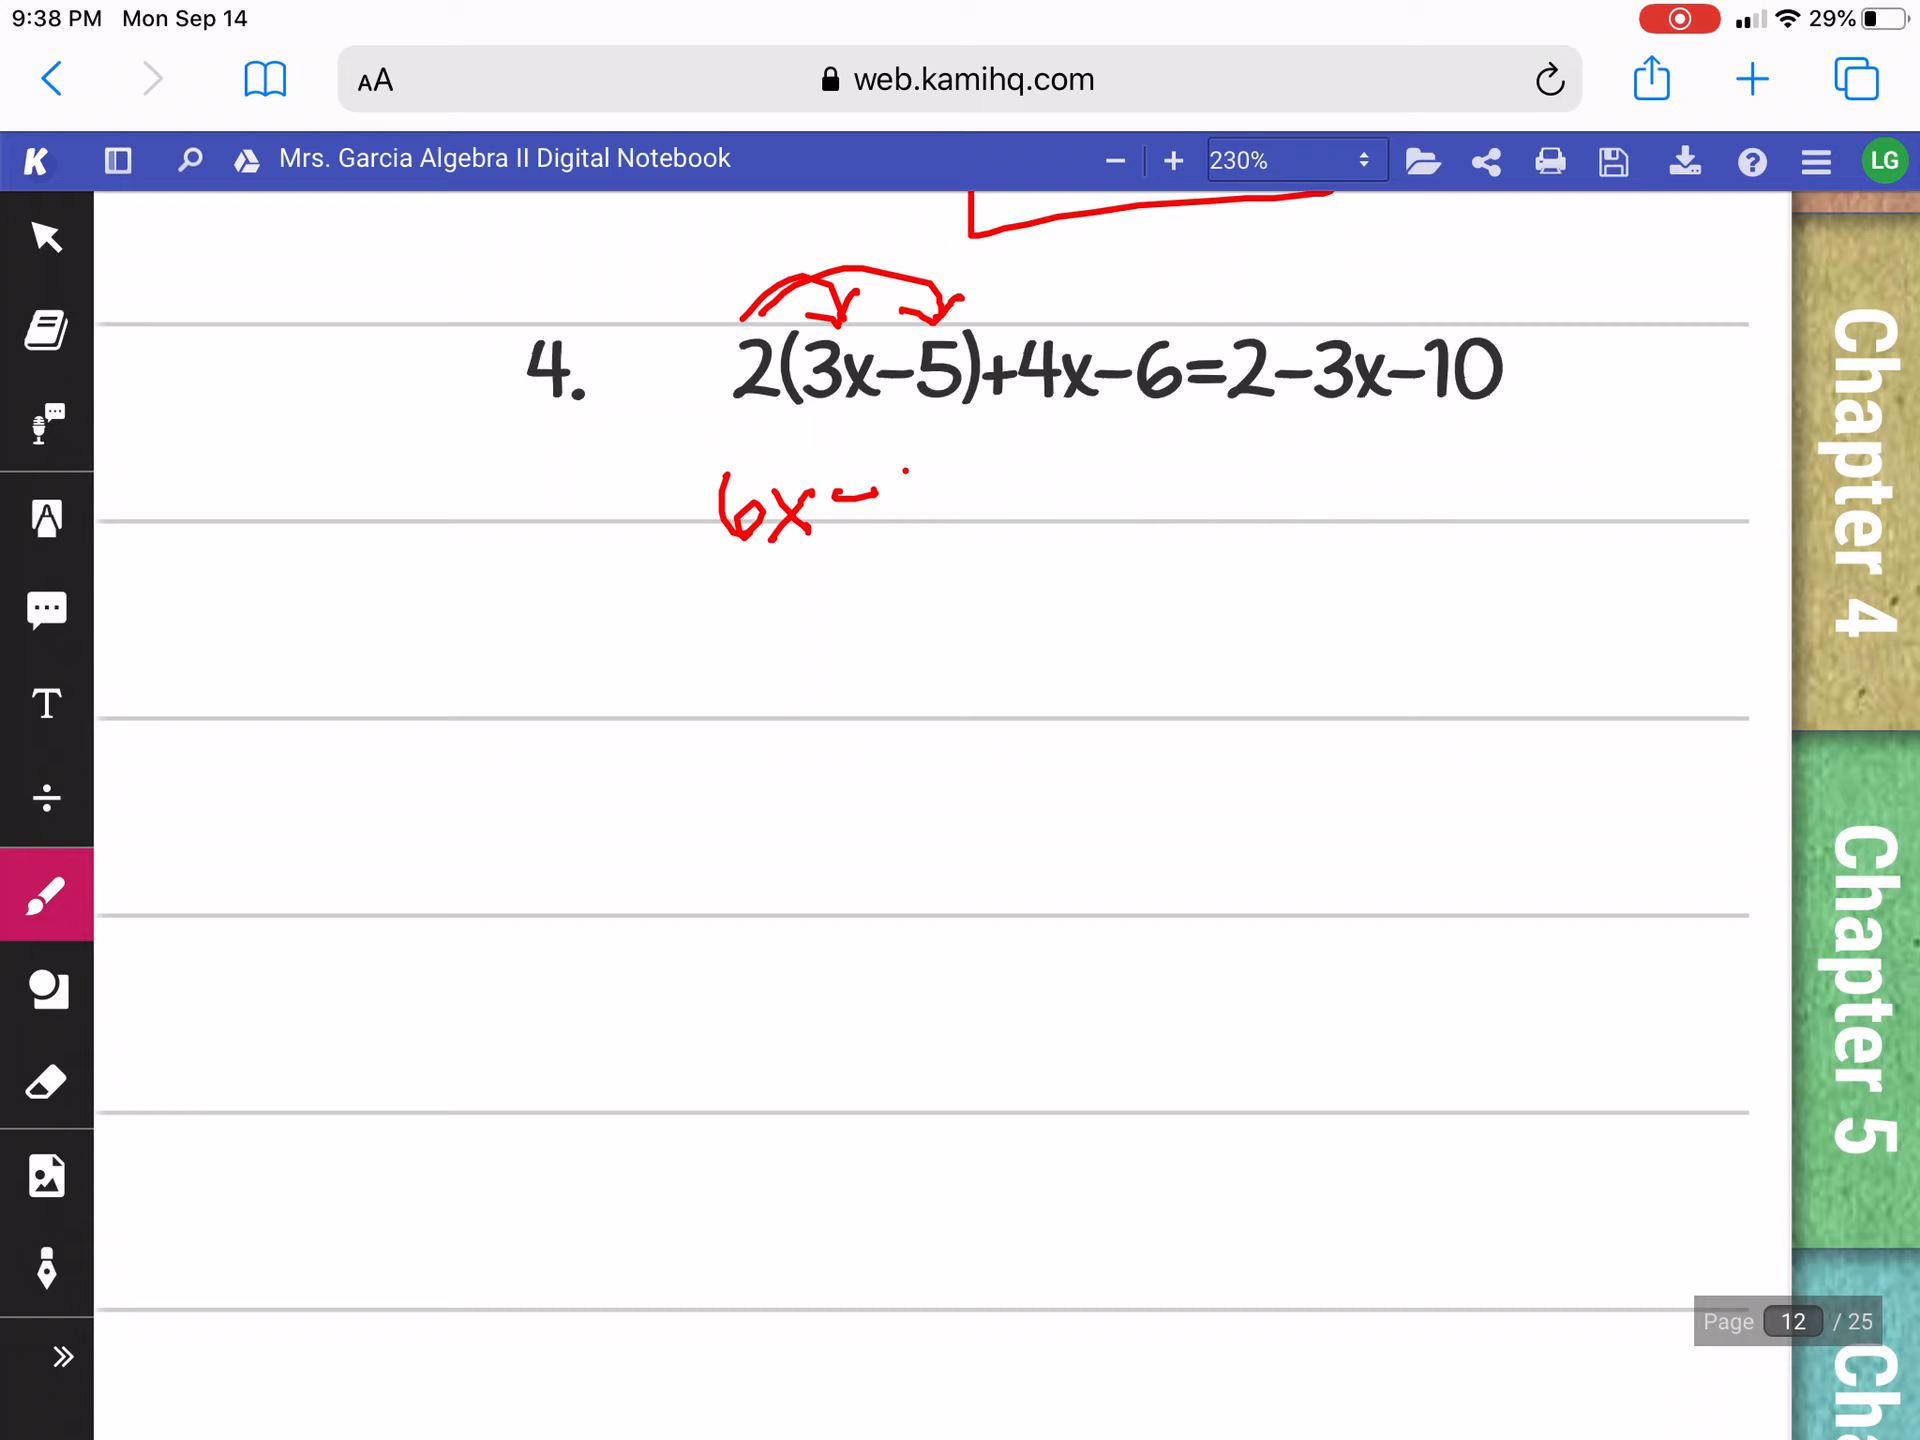 9:38 PM Mon Sep 14 29%
AA web.kamihq.com
K Mrs. Garcia Algebra II Digital Notebook 230% LG
4. 2(3x–5)+4x–6=2–3x–10
6x -
Chapter 4
Chapter 5
Page 12 / 25
Cha